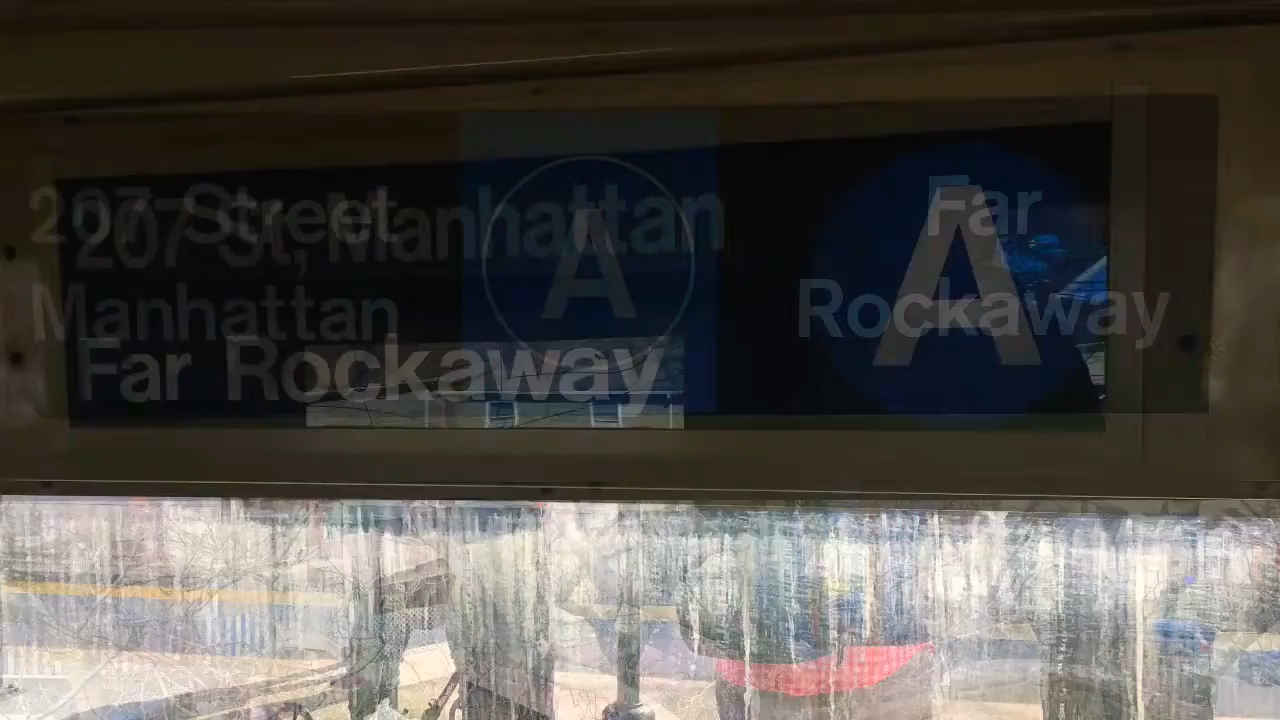 207 Street
Manhattan
A
Far
Rockaway
207 St, Manhattan
Far Rockaway
A